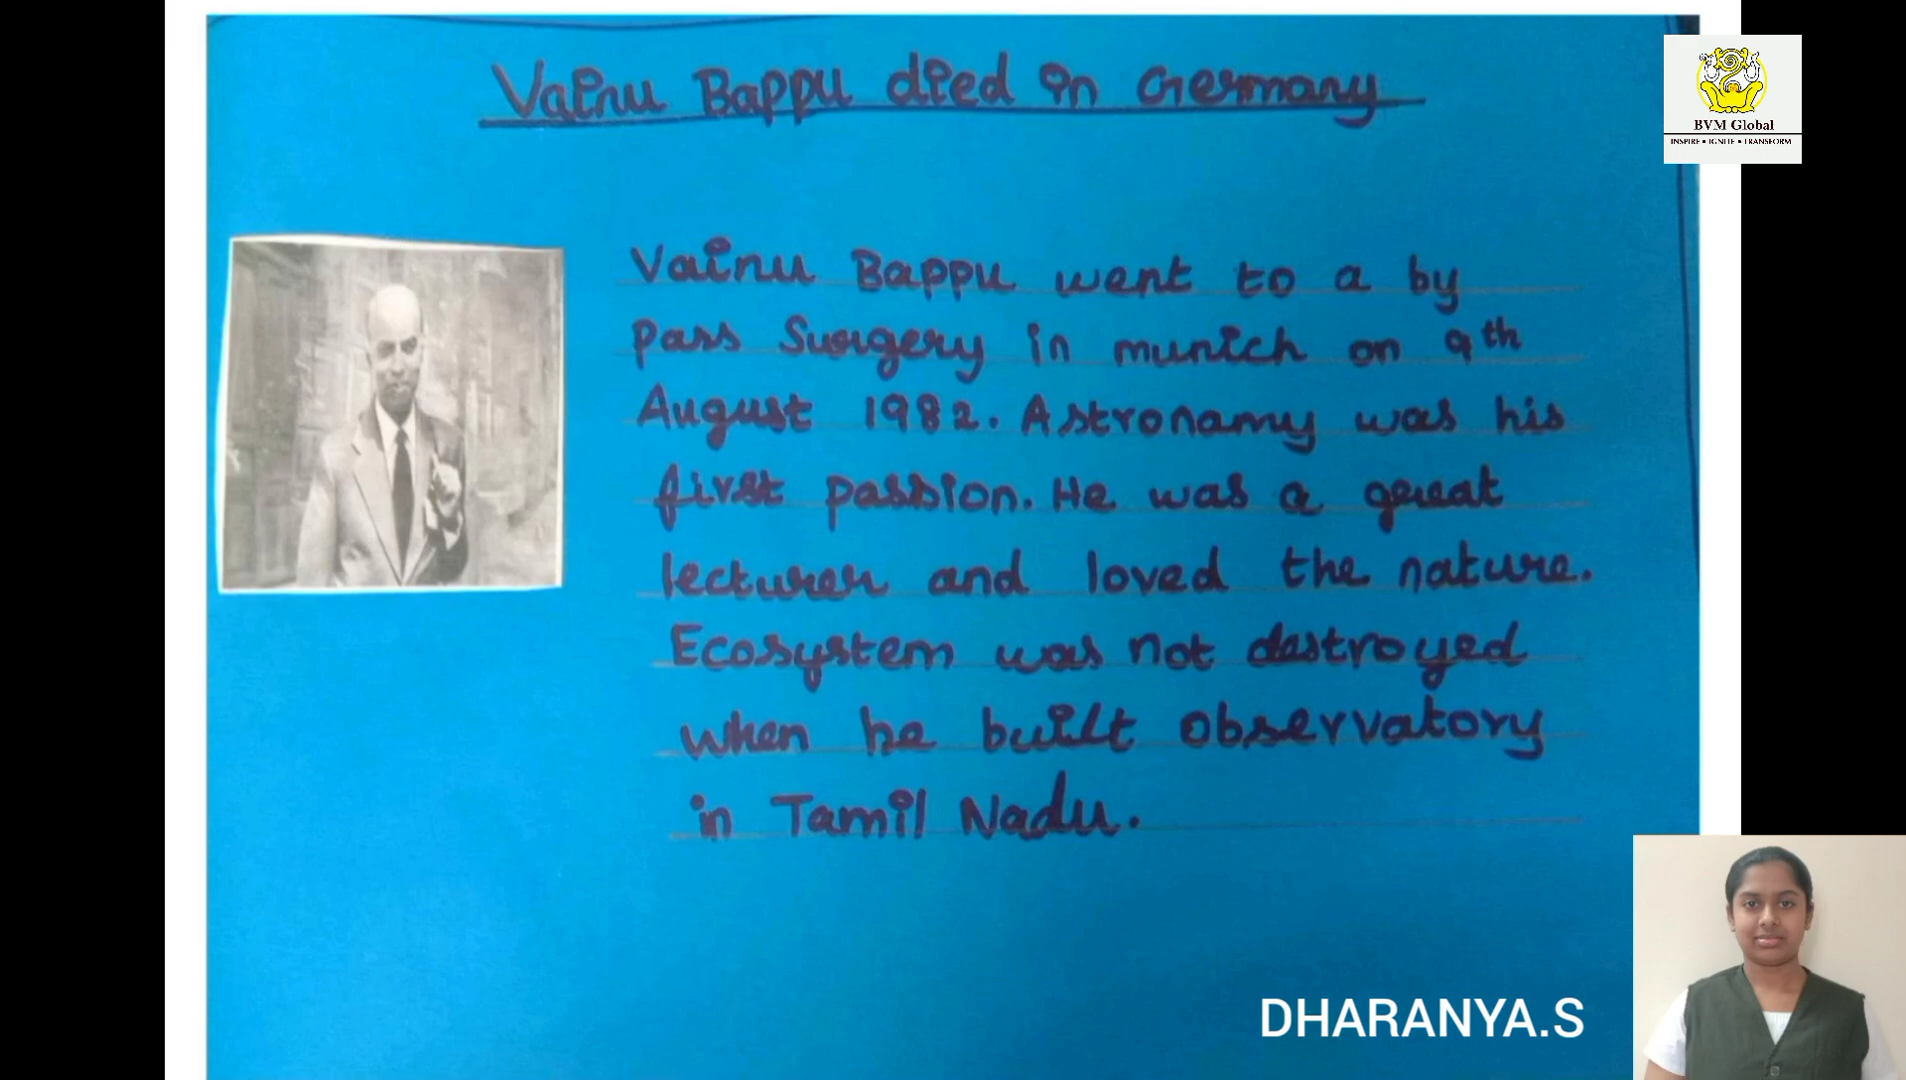 Vainu Bappu died in Germany
BVM Global
INSPIRE • IGNITE • TRANSFORM
Vainu Bappu went to a by
pass Surgery in munich on 9th
August 1982. Astronamy was his
first passion. He was a great
lecturer and loved the nature.
Ecosystem was not destroyed
when he built observatory
in Tamil Nadu.
DHARANYA.S